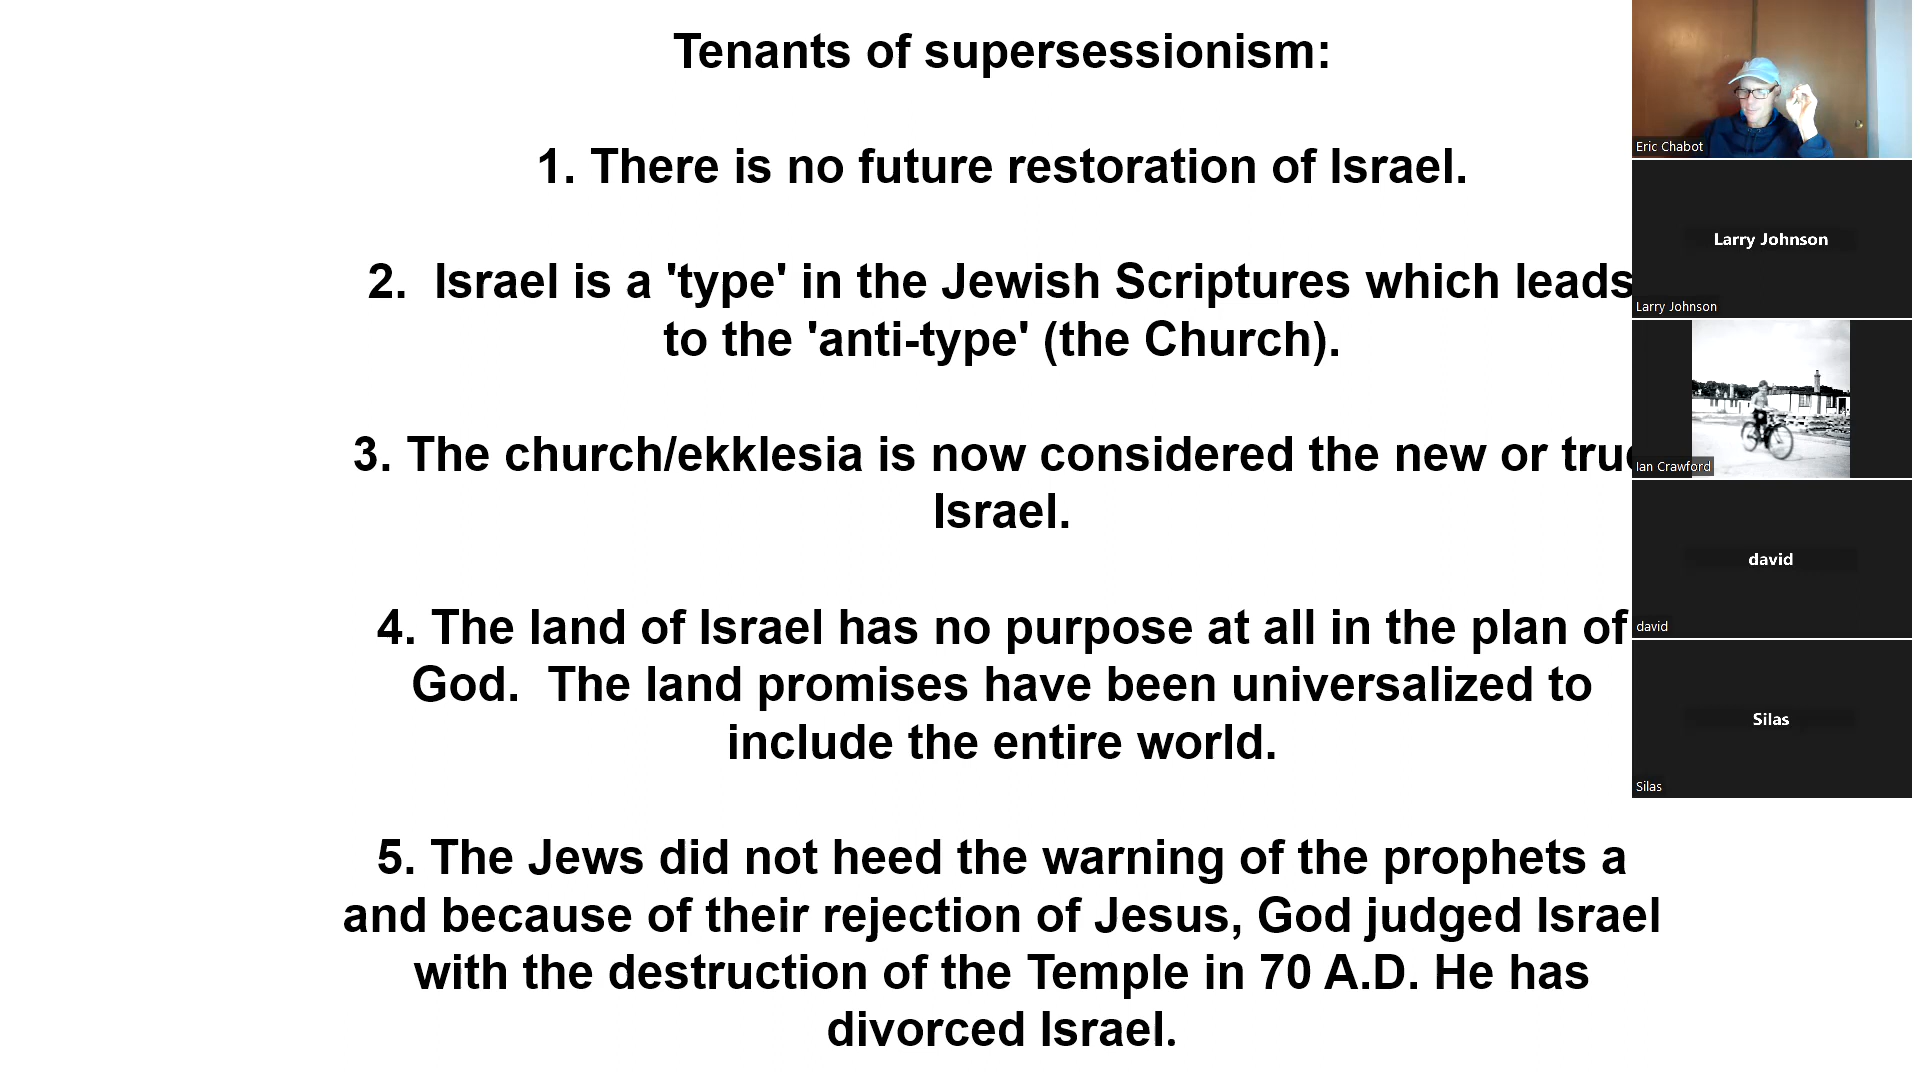 Tenants of supersessionism:
1. There is no future restoration of Israel.
2. Israel is a 'type' in the Jewish Scriptures which leads
to the 'anti-type' (the Church).
3. The church/ekklesia is now considered the new or true
Israel.
4. The land of Israel has no purpose at all in the plan of
God. The land promises have been universalized to
include the entire world.
5. The Jews did not heed the warning of the prophets a
and because of their rejection of Jesus, God judged Israel
with the destruction of the Temple in 70 A.D. He has
divorced Israel.
Eric Chabot
Larry Johnson
Larry Johnson
Ian Crawford
david
david
Silas
Silas